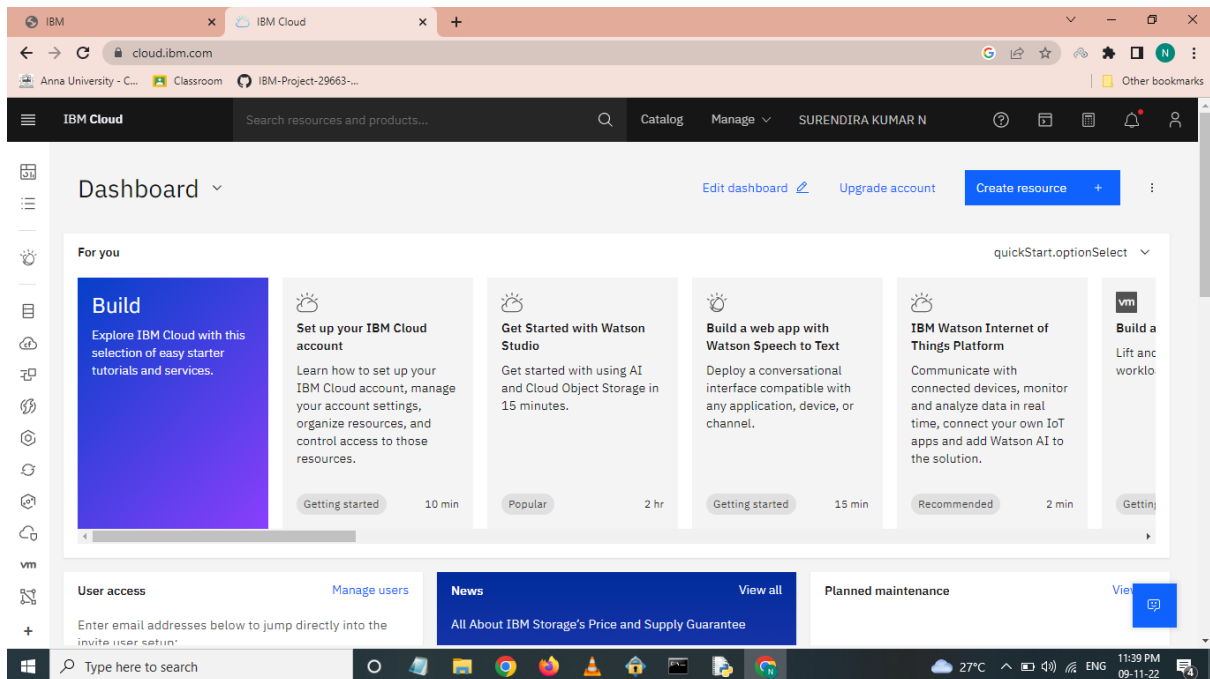 IBM
IBM Cloud
cloud.ibm.com
Anna University - C...
Classroom
IBM-Project-29663-...
Other bookmarks
IBM Cloud
Search resources and products...
Catalog
Manage
SURENDIRA KUMAR N
Dashboard
Edit dashboard
Upgrade account
Create resource +
For you
quickStart.optionSelect
Build
Explore IBM Cloud with this
selection of easy starter
tutorials and services.
Set up your IBM Cloud
account
Learn how to set up your
IBM Cloud account, manage
your account settings,
organize resources, and
control access to those
resources.
Getting started
10 min
Get Started with Watson
Studio
Get started with using AI
and Cloud Object Storage in
15 minutes.
Popular
2 hr
Build a web app with
Watson Speech to Text
Deploy a conversational
interface compatible with
any application, device, or
channel.
Getting started
15 min
IBM Watson Internet of
Things Platform
Communicate with
connected devices, monitor
and analyze data in real
time, connect your own IoT
apps and add Watson AI to
the solution.
Recommended
2 min
vm
Build a
Lift and
worklo
Getting
vm
User access
Manage users
Enter email addresses below to jump directly into the
invite user setup:
News
View all
All About IBM Storage's Price and Supply Guarantee
Planned maintenance
Type here to search
27°C
ENG
11:39 PM
09-11-22
4